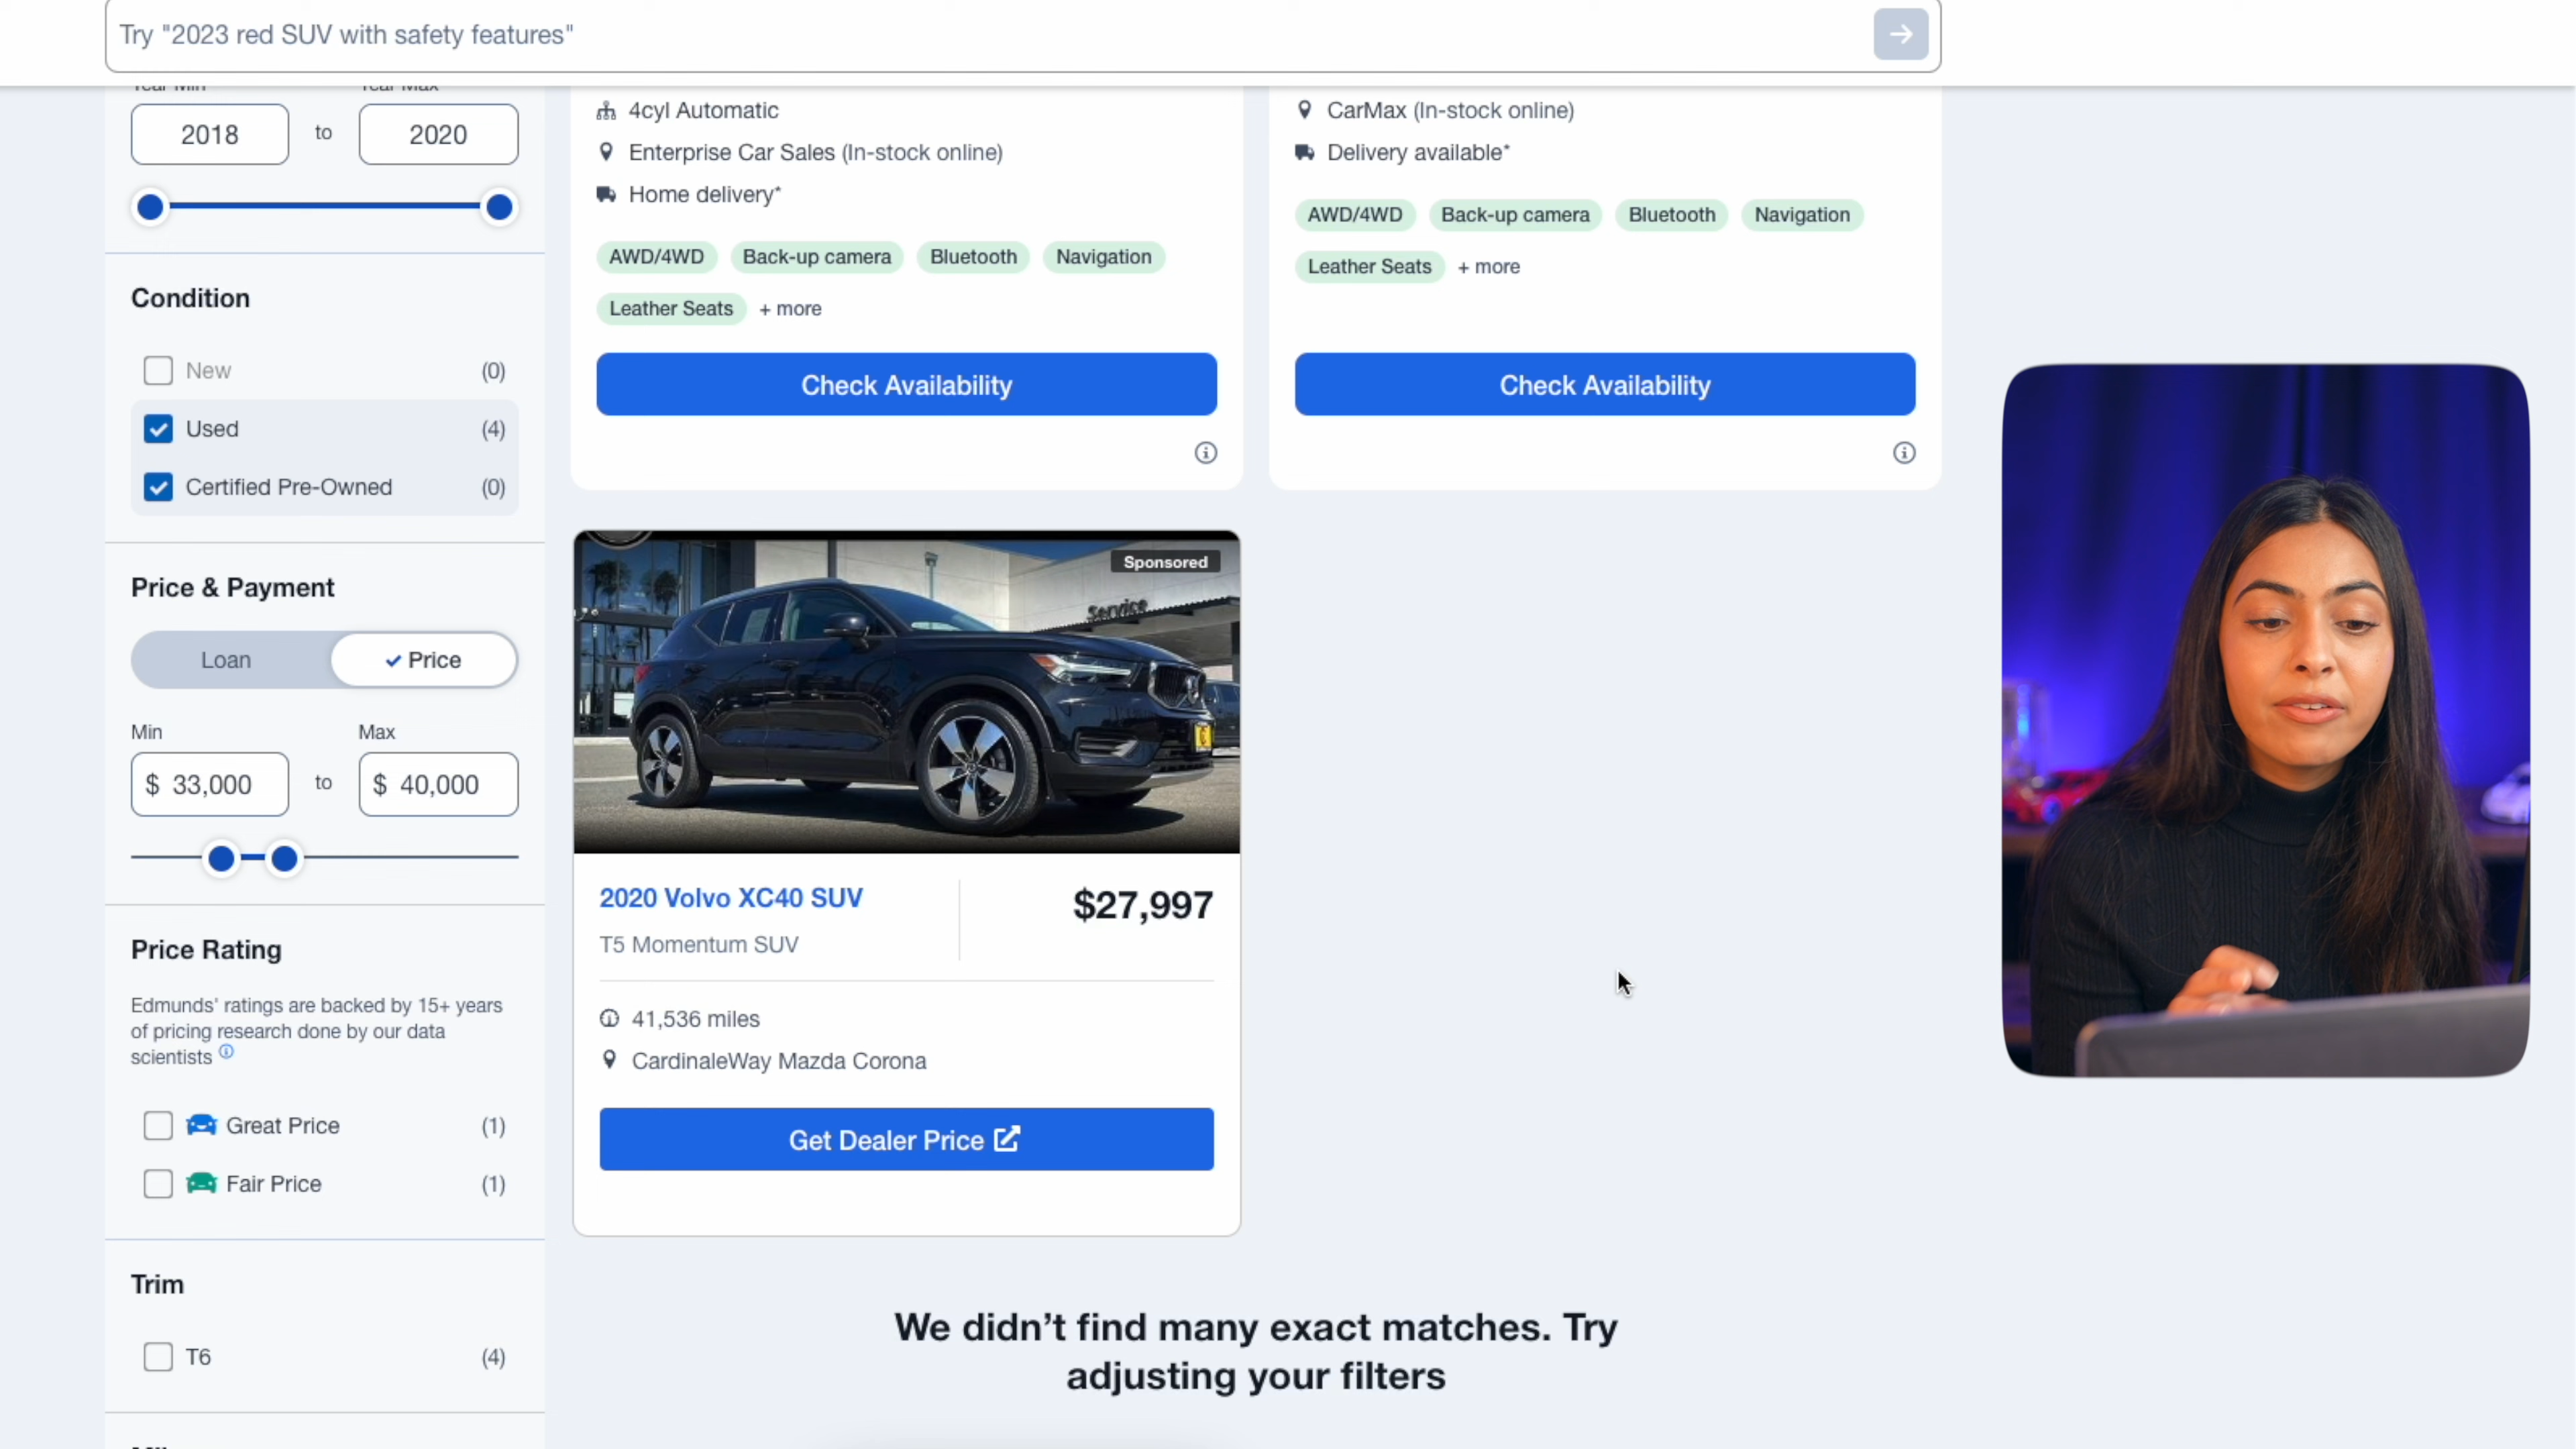 Try "2023 red SUV with safety features"
Year Min Year Max
2018 to 2020
Condition
New (0)
Used (4)
Certified Pre-Owned (0)
Price & Payment
Loan Price
Min Max
$ 33,000 to $ 40,000
Price Rating
Edmunds' ratings are backed by 15+ years
of pricing research done by our data
scientists
Great Price (1)
Fair Price (1)
Trim
T6 (4)
4cyl Automatic
Enterprise Car Sales (In-stock online)
Home delivery*
AWD/4WD Back-up camera Bluetooth Navigation
Leather Seats + more
Check Availability
CarMax (In-stock online)
Delivery available*
AWD/4WD Back-up camera Bluetooth Navigation
Leather Seats + more
Check Availability
Sponsored
Service
2020 Volvo XC40 SUV $27,997
T5 Momentum SUV
41,536 miles
CardinaleWay Mazda Corona
Get Dealer Price
We didn’t find many exact matches. Try
adjusting your filters